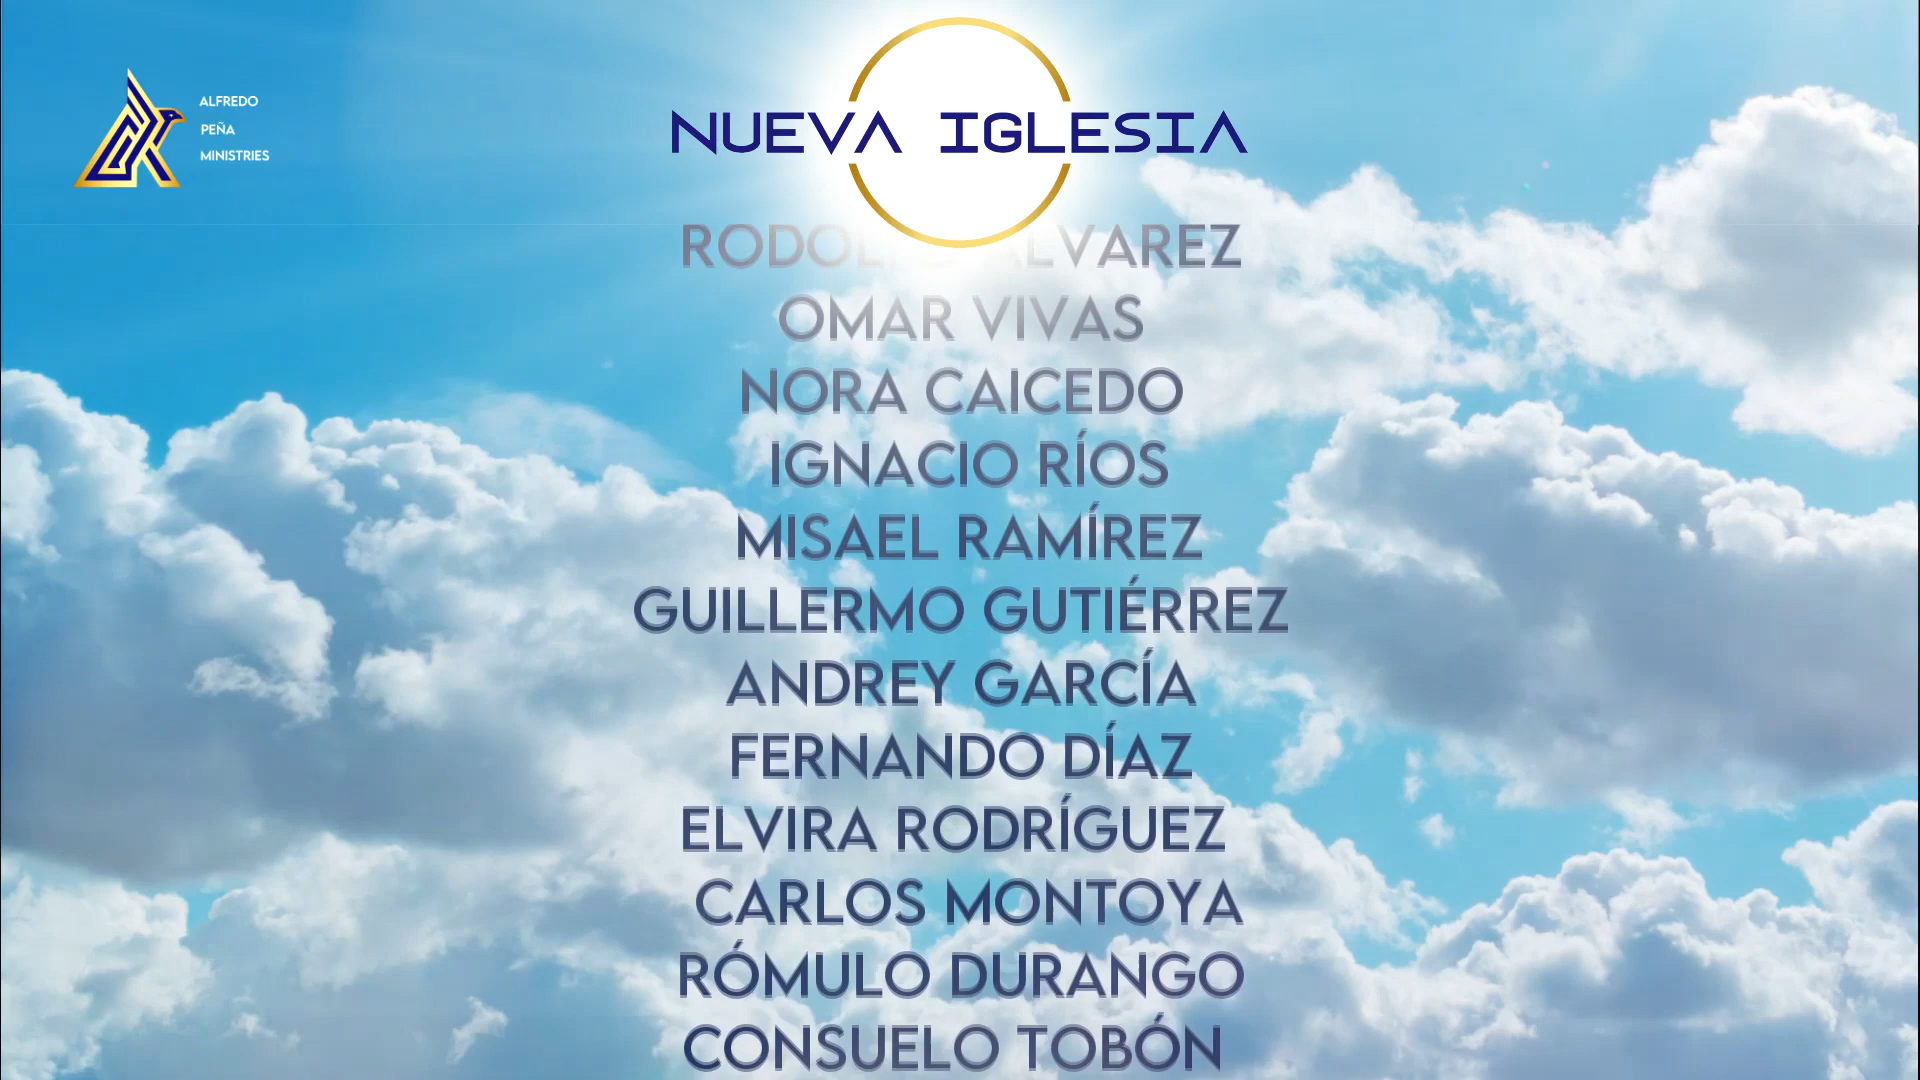 ALFREDO
PEÑA
MINISTRIES
NUEVA IGLESIA
OMAR VIVAS
NORA CAICEDO
IGNACIO RÍOS
MISAEL RAMÍREZ
GUILLERMO GUTIÉRREZ
ANDREY GARCÍA
FERNANDO DÍAZ
ELVIRA RODRÍGUEZ
CARLOS MONTOYA
RÓMULO DURANGO
CONSUELO TOBÓN